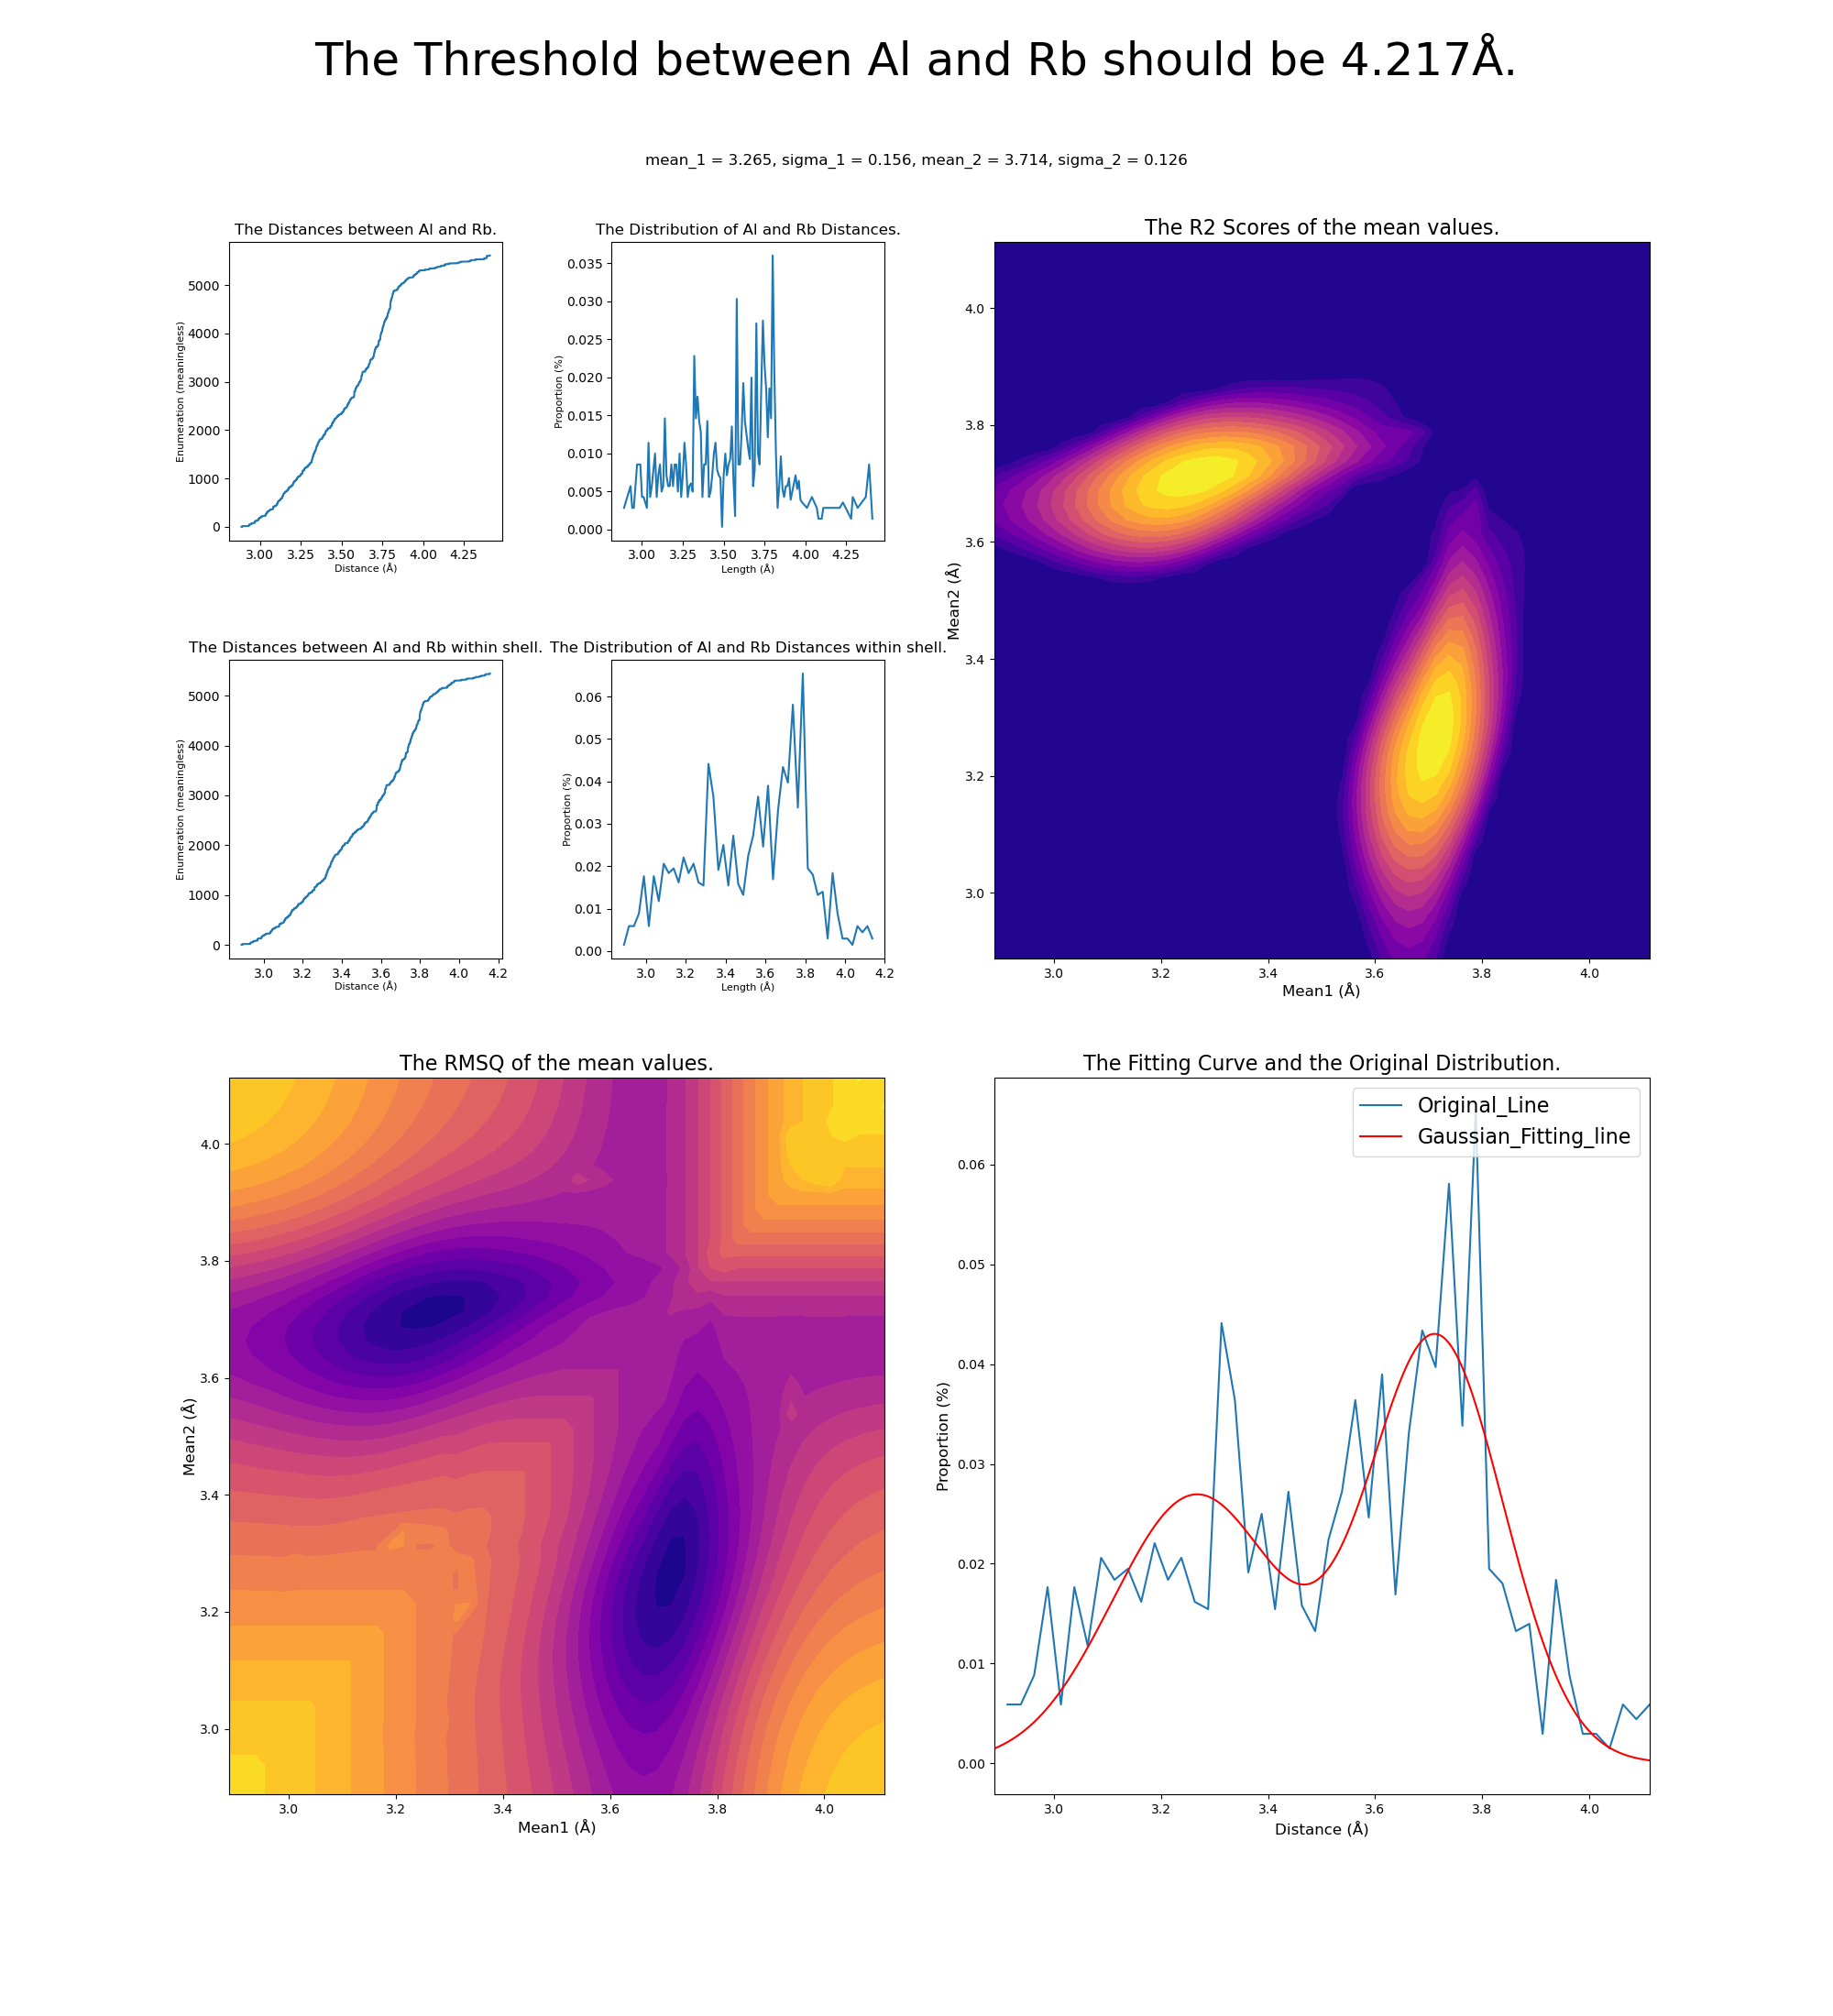 The Threshold between Al and Rb should be 4.217Å.
mean_1 = 3.265, sigma_1 = 0.156, mean_2 = 3.714, sigma_2 = 0.126
The Distances between Al and Rb.
Enumeration (meaningless)
5000
4000
3000
2000
1000
0
3.00 3.25 3.50 3.75 4.00 4.25
Distance (Å)
The Distribution of Al and Rb Distances.
Proportion (%)
0.035
0.030
0.025
0.020
0.015
0.010
0.005
0.000
3.00 3.25 3.50 3.75 4.00 4.25
Length (Å)
The R2 Scores of the mean values.
Mean2 (Å)
4.0
3.8
3.6
3.4
3.2
3.0
3.0 3.2 3.4 3.6 3.8 4.0
Mean1 (Å)
The Distances between Al and Rb within shell.
Enumeration (meaningless)
5000
4000
3000
2000
1000
0
3.0 3.2 3.4 3.6 3.8 4.0 4.2
Distance (Å)
The Distribution of Al and Rb Distances within shell.
Proportion (%)
0.06
0.05
0.04
0.03
0.02
0.01
0.00
3.0 3.2 3.4 3.6 3.8 4.0 4.2
Length (Å)
The RMSQ of the mean values.
Mean2 (Å)
4.0
3.8
3.6
3.4
3.2
3.0
3.0 3.2 3.4 3.6 3.8 4.0
Mean1 (Å)
The Fitting Curve and the Original Distribution.
Original_Line
Gaussian_Fitting_line
Proportion (%)
0.06
0.05
0.04
0.03
0.02
0.01
0.00
3.0 3.2 3.4 3.6 3.8 4.0
Distance (Å)